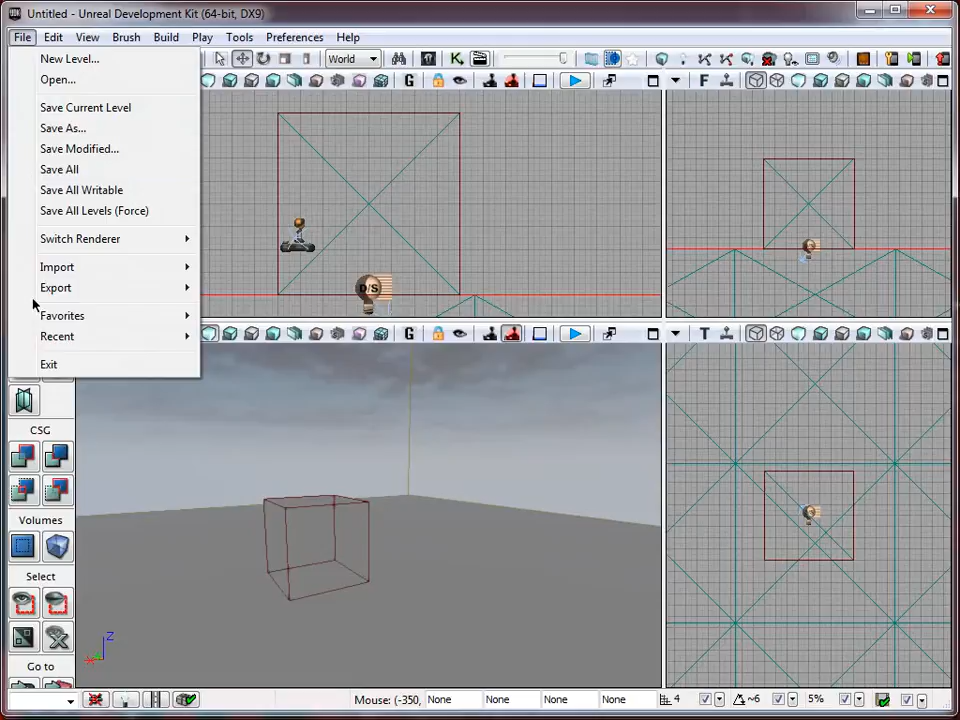 Untitled - Unreal Development Kit (64-bit, DX9)
File Edit View Brush Build Play Tools Preferences Help
New Level...
Open...
Save Current Level
Save As...
Save Modified...
Save All
Save All Writable
Save All Levels (Force)
Switch Renderer
Import
Export
Favorites
Recent
Exit
World
G
F
D/S
G
T
CSG
Volumes
Select
Go to
Z
Mouse: (-350, None None None None 4 ~6 5%